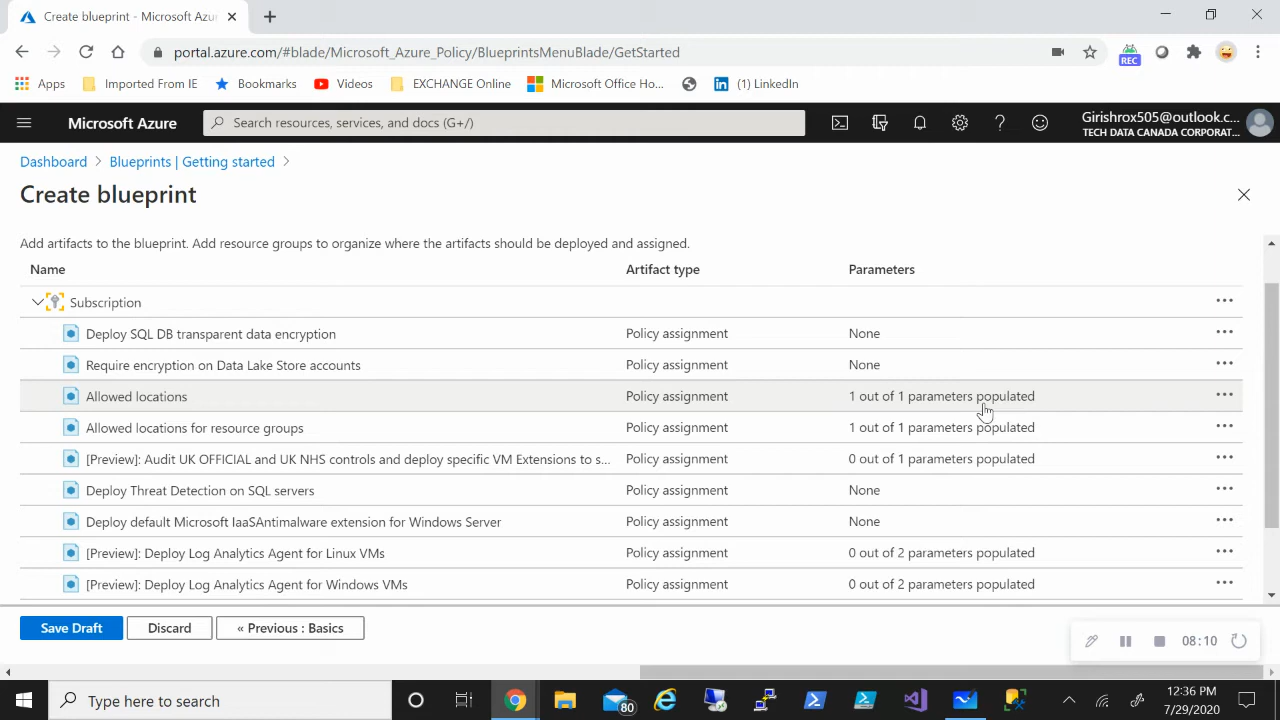 Create blueprint - Microsoft Azu
portal.azure.com/#blade/Microsoft_Azure_Policy/BlueprintsMenuBlade/GetStarted
REC
Apps
Imported From IE
Bookmarks
Videos
EXCHANGE Online
Microsoft Office Ho...
(1) LinkedIn
Microsoft Azure
Search resources, services, and docs (G+/)
Girishrox505@outlook.c...
TECH DATA CANADA CORPORAT...
Dashboard > Blueprints | Getting started >
Create blueprint
Add artifacts to the blueprint. Add resource groups to organize where the artifacts should be deployed and assigned.
Name Artifact type Parameters
Subscription
Deploy SQL DB transparent data encryption Policy assignment None
Require encryption on Data Lake Store accounts Policy assignment None
Allowed locations Policy assignment 1 out of 1 parameters populated
Allowed locations for resource groups Policy assignment 1 out of 1 parameters populated
[Preview]: Audit UK OFFICIAL and UK NHS controls and deploy specific VM Extensions to s... Policy assignment 0 out of 1 parameters populated
Deploy Threat Detection on SQL servers Policy assignment None
Deploy default Microsoft IaaSAntimalware extension for Windows Server Policy assignment None
[Preview]: Deploy Log Analytics Agent for Linux VMs Policy assignment 0 out of 2 parameters populated
[Preview]: Deploy Log Analytics Agent for Windows VMs Policy assignment 0 out of 2 parameters populated
Save Draft
Discard
« Previous : Basics
08:10
Type here to search
80
12:36 PM
7/29/2020